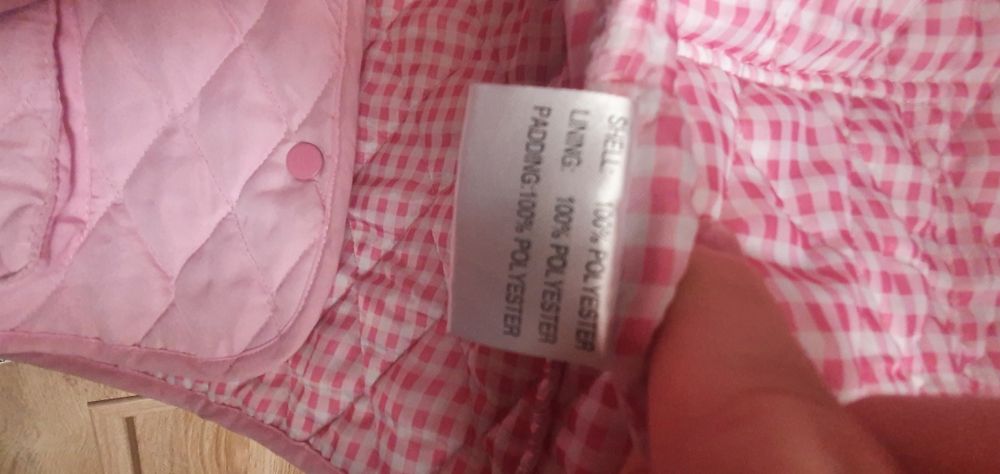 SHELL: 100% POLYESTER
LINING: 100% POLYESTER
PADDING:100% POLYESTER